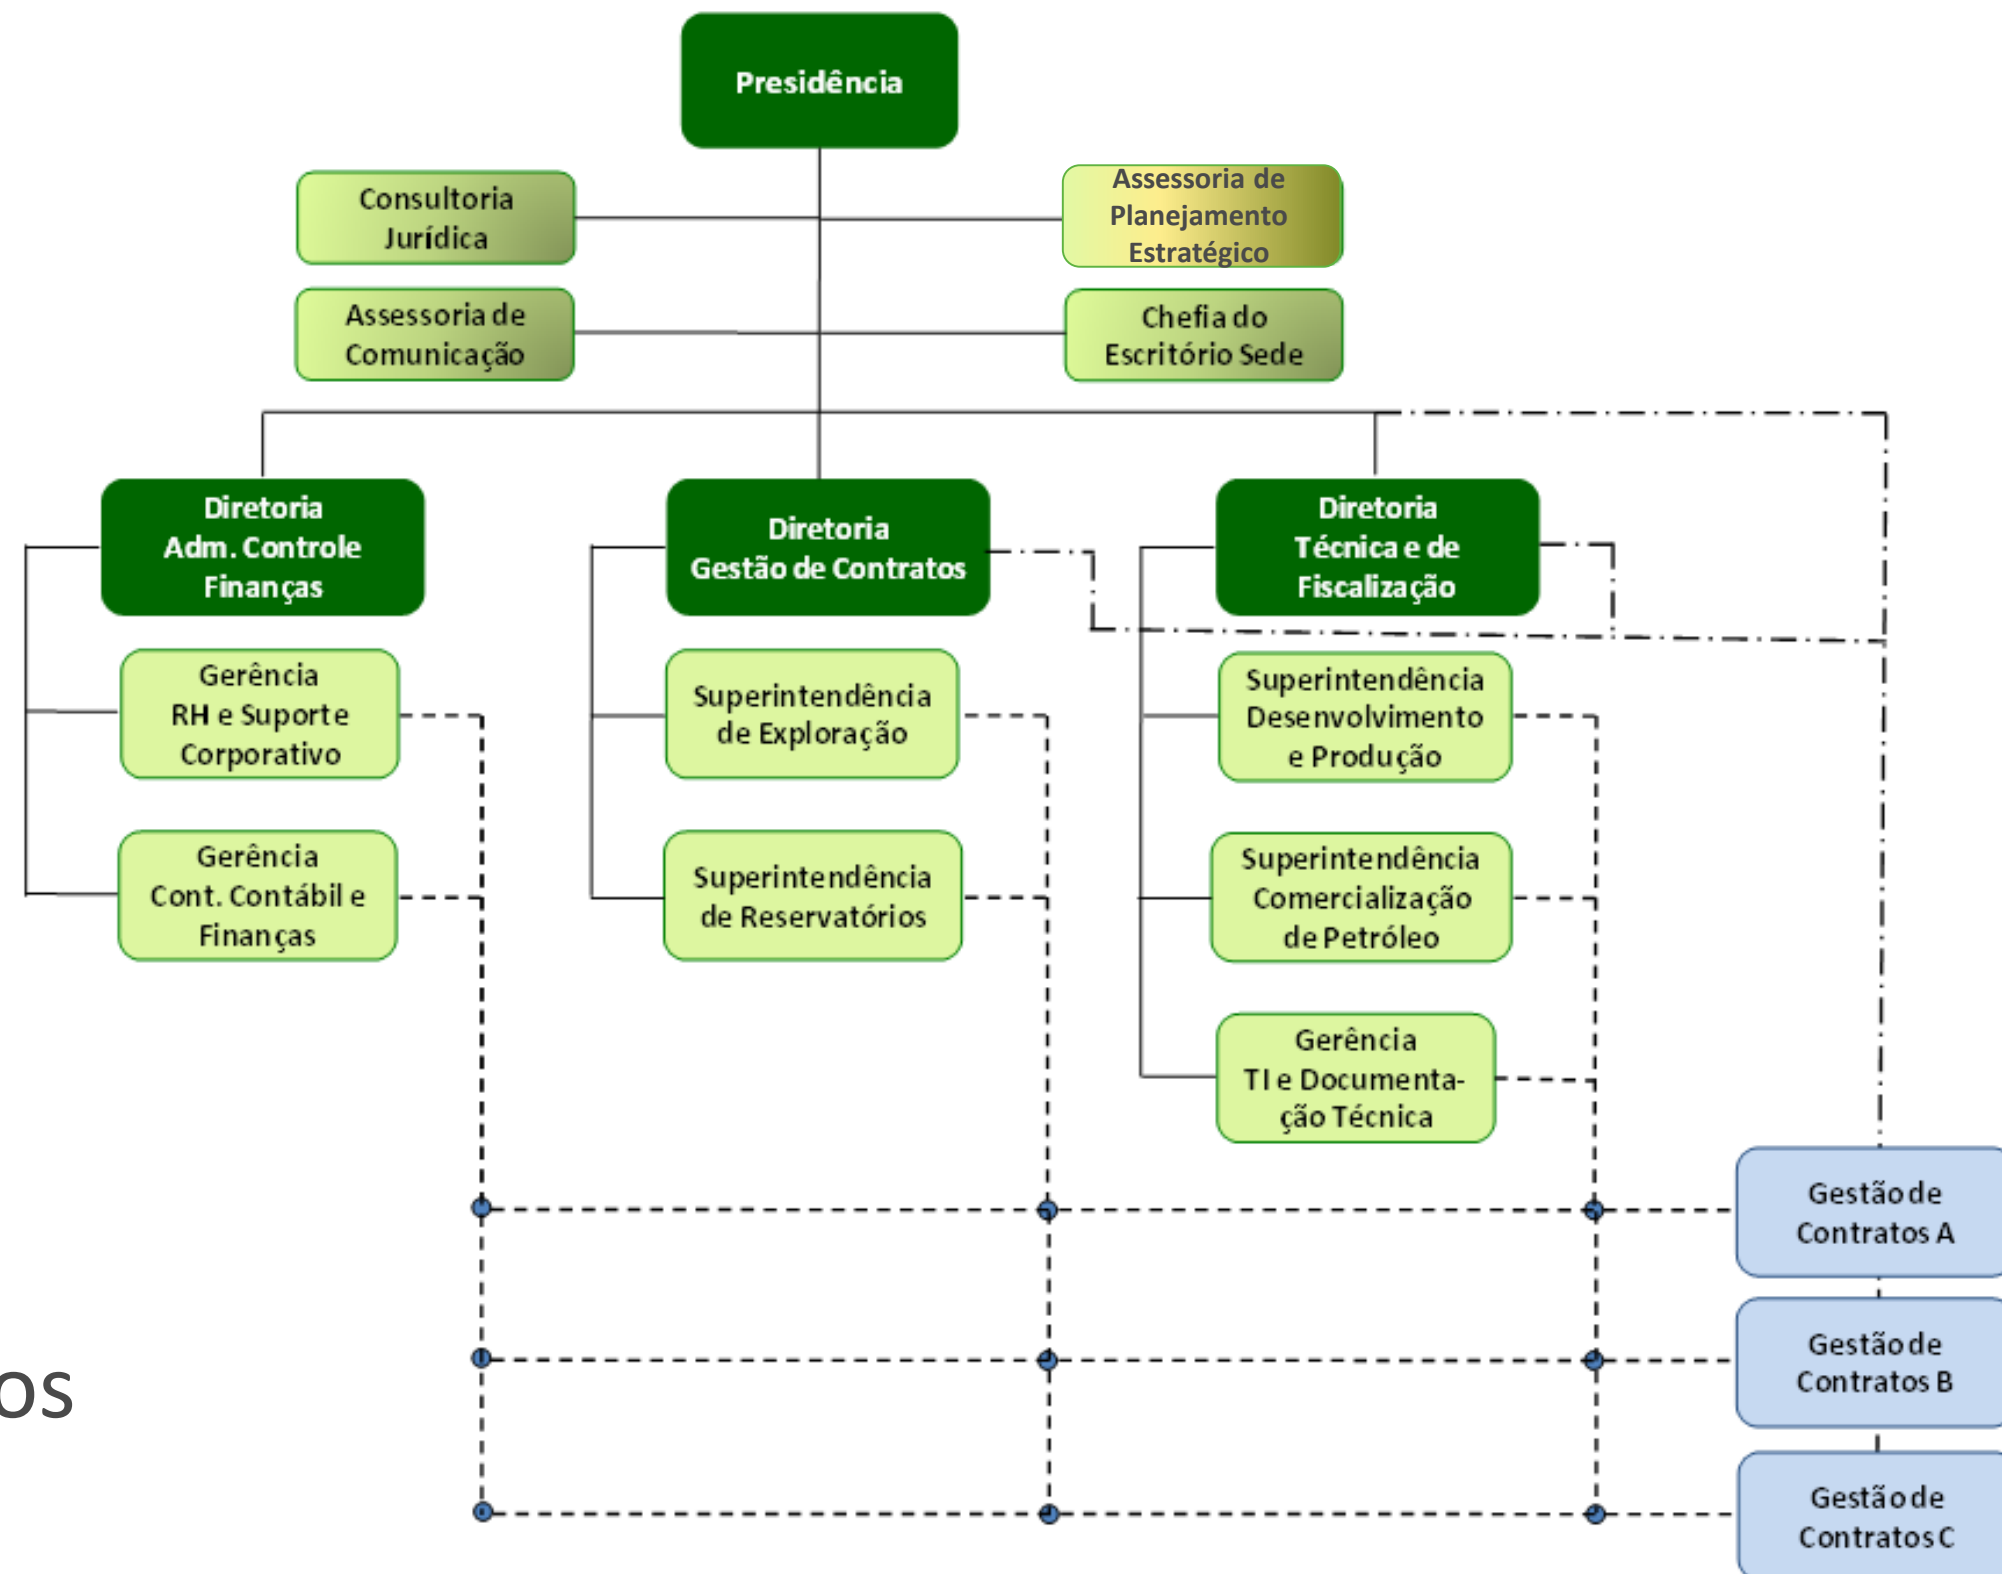 Presidência
Consultoria
Jurídica
Assessoria de
Planejamento
Estratégico
Assessoria de
Comunicação
Chefia do
Escritório Sede
Diretoria
Adm. Controle
Finanças
Diretoria
Gestão de Contratos
Diretoria
Técnica e de
Fiscalização
Gerência
RH e Suporte
Corporativo
Superintendência
de Exploração
Superintendência
Desenvolvimento
e Produção
Gerência
Cont. Contábil e
Finanças
Superintendência
de Reservatórios
Superintendência
Comercialização
de Petróleo
Gerência
TI e Documenta-
ção Técnica
Gestão de
Contratos A
Gestão de
Contratos B
os
Gestão de
Contratos C